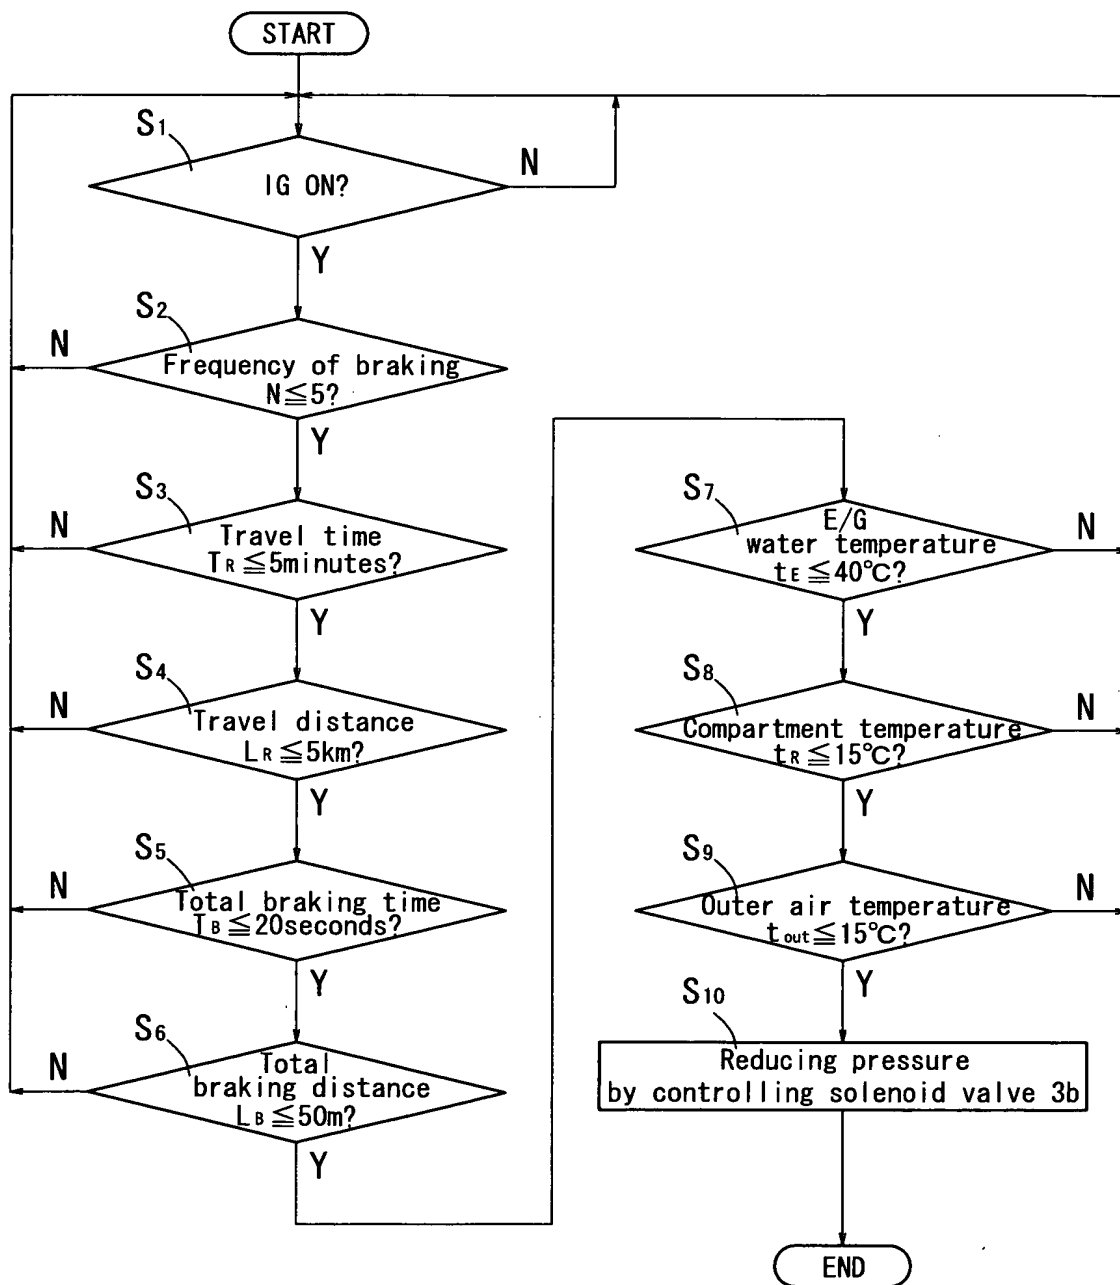 START
S1
IG ON?
N
Y
S2
Frequency of braking
N≦5?
N
Y
S3
Travel time
TR≦5minutes?
N
Y
S4
Travel distance
LR≦5km?
N
Y
S5
Total braking time
TB≦20seconds?
N
Y
S6
Total
braking distance
LB≦50m?
N
Y
S7
E/G
water temperature
tE≦40℃?
N
Y
S8
Compartment temperature
tR≦15℃?
N
Y
S9
Outer air temperature
tout≦15℃?
N
Y
S10
Reducing pressure
by controlling solenoid valve 3b
END